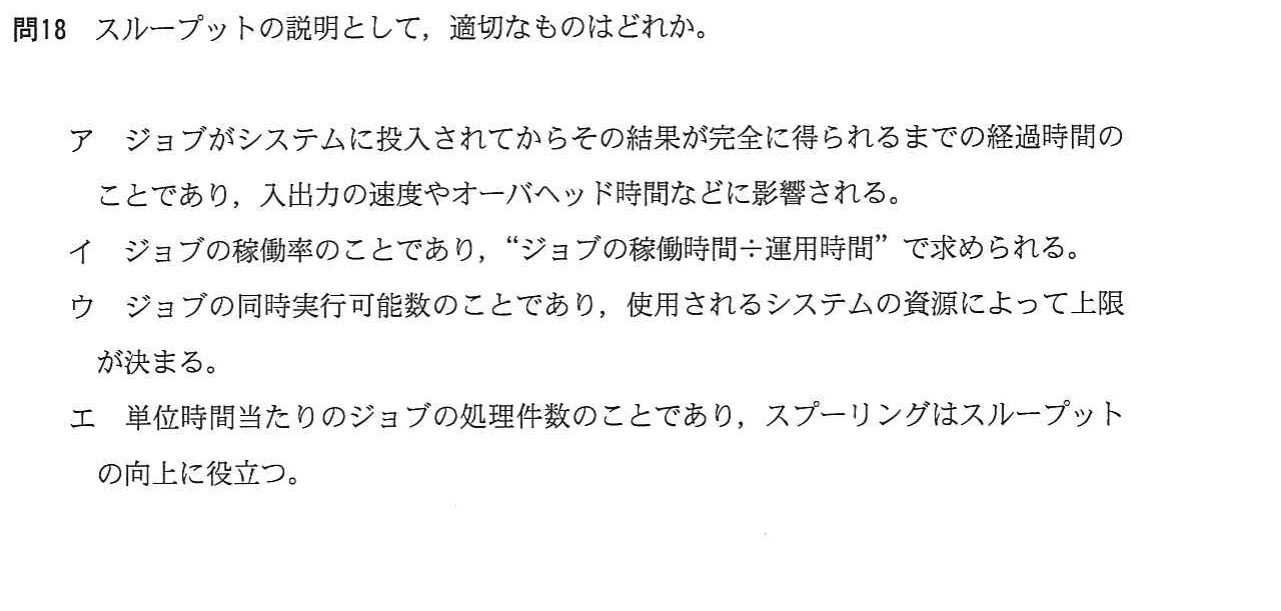 問18　スループットの説明として，適切なものはどれか。
ア　ジョブがシステムに投入されてからその結果が完全に得られるまでの経過時間の
ことであり，入出力の速度やオーバヘッド時間などに影響される。
イ　ジョブの稼働率のことであり，“ジョブの稼働時間÷運用時間”で求められる。
ウ　ジョブの同時実行可能数のことであり，使用されるシステムの資源によって上限
が決まる。
エ　単位時間当たりのジョブの処理件数のことであり，スプーリングはスループット
の向上に役立つ。